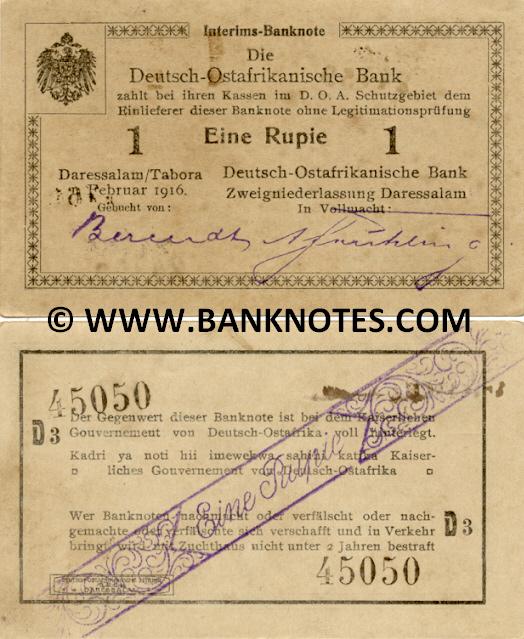 Interims-Banknote
Die
Deutsch-Ostafrikanische Bank
zahlt bei ihren Kassen im D. O. A. Schutzgebiet dem
Einlieferer dieser Banknote ohne Legitimationsprüfung
1 Eine Rupie 1
Daressalam/Tabora
Februar 1916.
Gebucht von:
Deutsch-Ostafrikanische Bank
Zweigniederlassung Daressalam
In Vollmacht:
Berendt
© WWW.BANKNOTES.COM
45050
D3
Der Gegenwert dieser Banknote ist bei dem Kaiserlichen
Gouvernement von Deutsch-Ostafrika voll hinterlegt.
Kadri ya noti hii imewekwa sahihi katika Kaiser-
liches Gouvernement von Deutsch-Ostafrika
Eine Rupie
Wer Banknoten nachmacht oder verfälscht oder nach-
gemachte oder verfälschte sich verschafft und in Verkehr
bringt, wird mit Zuchthaus nicht unter 2 Jahren bestraft
D3
45050